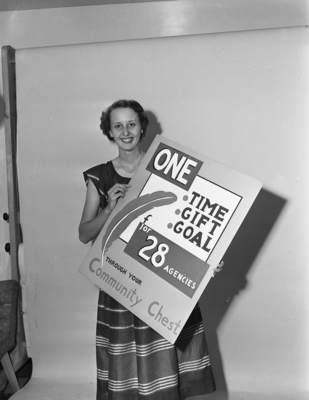 ONE
TIME
GIFT
GOAL
for
28 AGENCIES
THROUGH YOUR
Community Chest